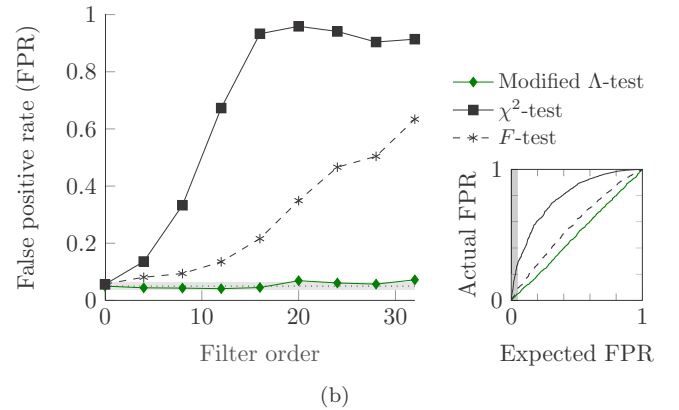 False positive rate (FPR)
1
0.8
0.6
0.4
0.2
0
0
10
20
30
Filter order
Modified Λ-test
χ²-test
F-test
Actual FPR
1
0
0
1
Expected FPR
(b)